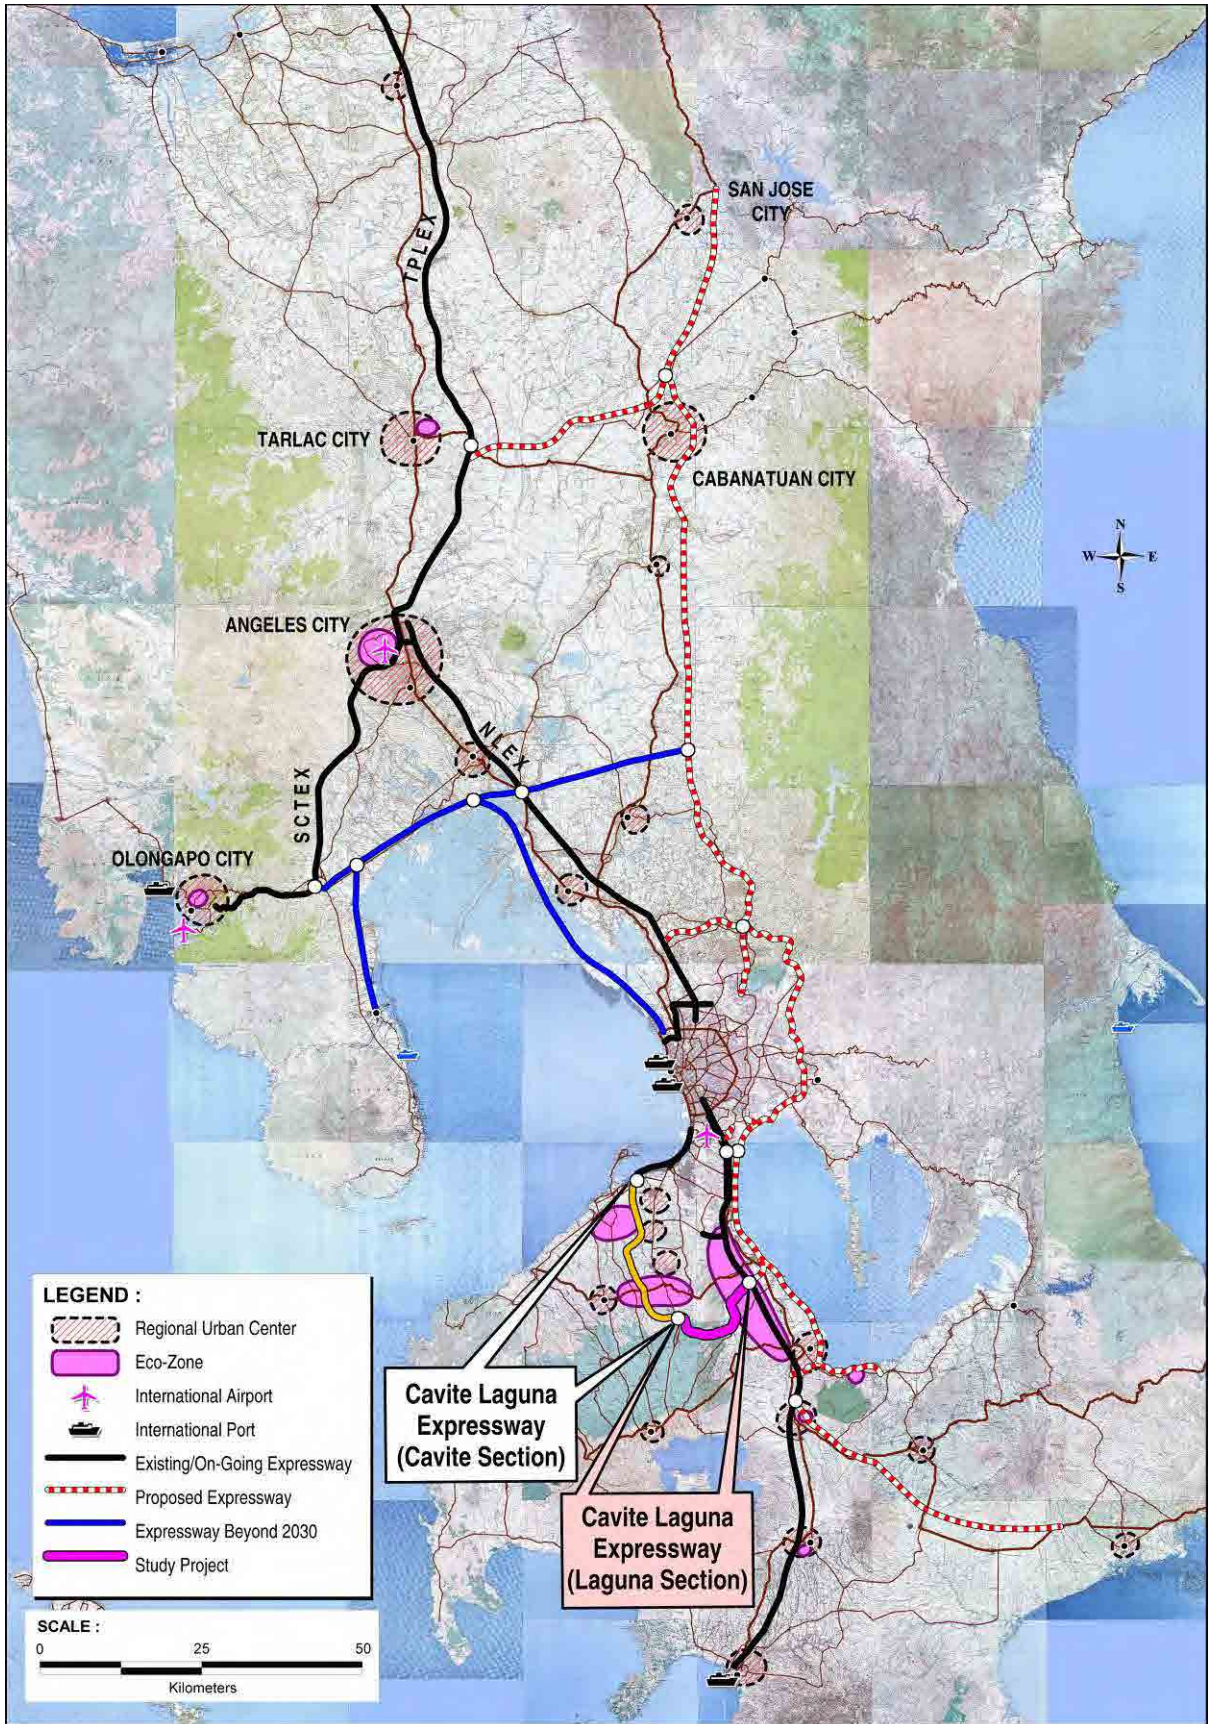 SAN JOSE
CITY
TPLEX
TARLAC CITY
CABANATUAN CITY
N
W E
S
ANGELES CITY
NLEX
SCTEX
OLONGAPO CITY
LEGEND :
Regional Urban Center
Eco-Zone
International Airport
International Port
Existing/On-Going Expressway
Proposed Expressway
Expressway Beyond 2030
Study Project
Cavite Laguna
Expressway
(Cavite Section)
Cavite Laguna
Expressway
(Laguna Section)
SCALE :
0 25 50
Kilometers